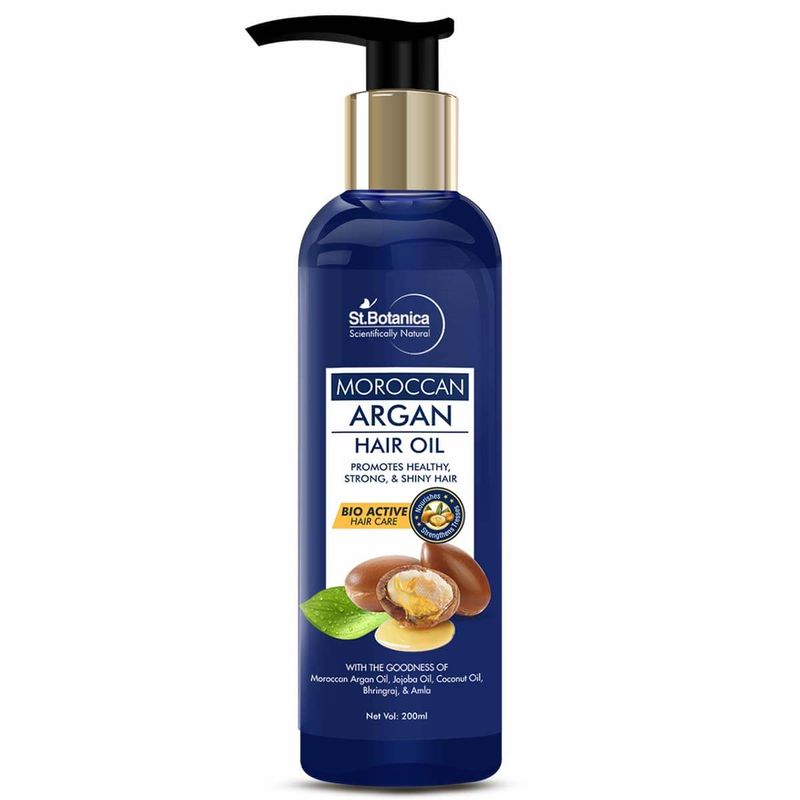 St.Botanica
Scientifically Natural
MOROCCAN
ARGAN
HAIR OIL
PROMOTES HEALTHY,
STRONG, & SHINY HAIR
BIO ACTIVE
HAIR CARE
Nourishes
Strengthens Tresses
WITH THE GOODNESS OF
Moroccan Argan Oil, Jojoba Oil, Coconut Oil,
Bhringraj, & Amla
Net Vol: 200ml